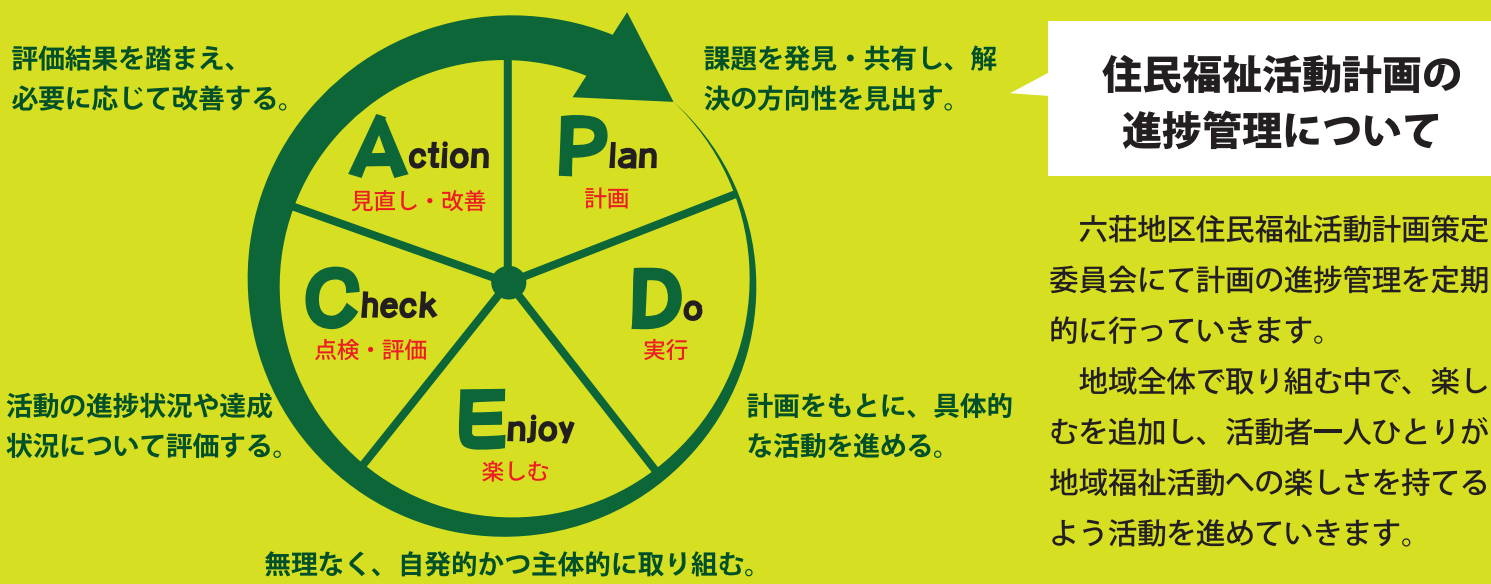 評価結果を踏まえ、
必要に応じて改善する。
課題を発見・共有し、解
決の方向性を見出す。
Action
見直し・改善
Plan
計画
Check
点検・評価
Do
実行
Enjoy
楽しむ
活動の進捗状況や達成
状況について評価する。
計画をもとに、具体的
な活動を進める。
無理なく、自発的かつ主体的に取り組む。
住民福祉活動計画の
進捗管理について
六荘地区住民福祉活動計画策定
委員会にて計画の進捗管理を定期
的に行っていきます。
地域全体で取り組む中で、楽し
むを追加し、活動者一人ひとりが
地域福祉活動への楽しさを持てる
よう活動を進めていきます。